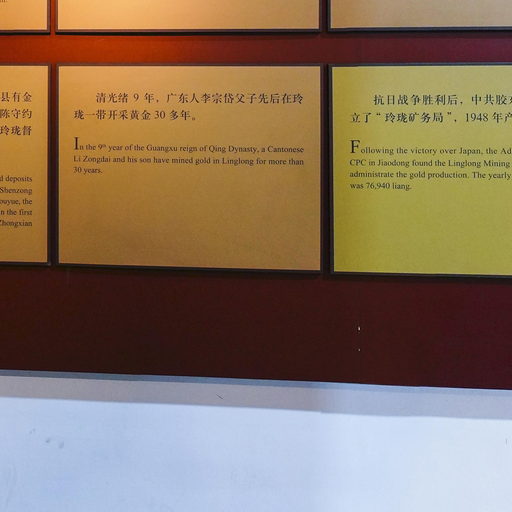 县有金
陈守约
玲珑督
d deposits
Shenzong
ouyue, the
n the first
Zhongxian
清光绪 9 年，广东人李宗岱父子先后在玲
珑一带开采黄金 30 多年。
In the 9th year of the Guangxu reign of Qing Dynasty, a Cantonese
Li Zongdai and his son have mined gold in Linglong for more than
30 years.
抗日战争胜利后，中共胶
立了“玲珑矿务局”，1948 年产
Following the victory over Japan, the Ad
CPC in Jiaodong found the Linglong Mining
administrate the gold production. The yearly
was 76,940 liang.